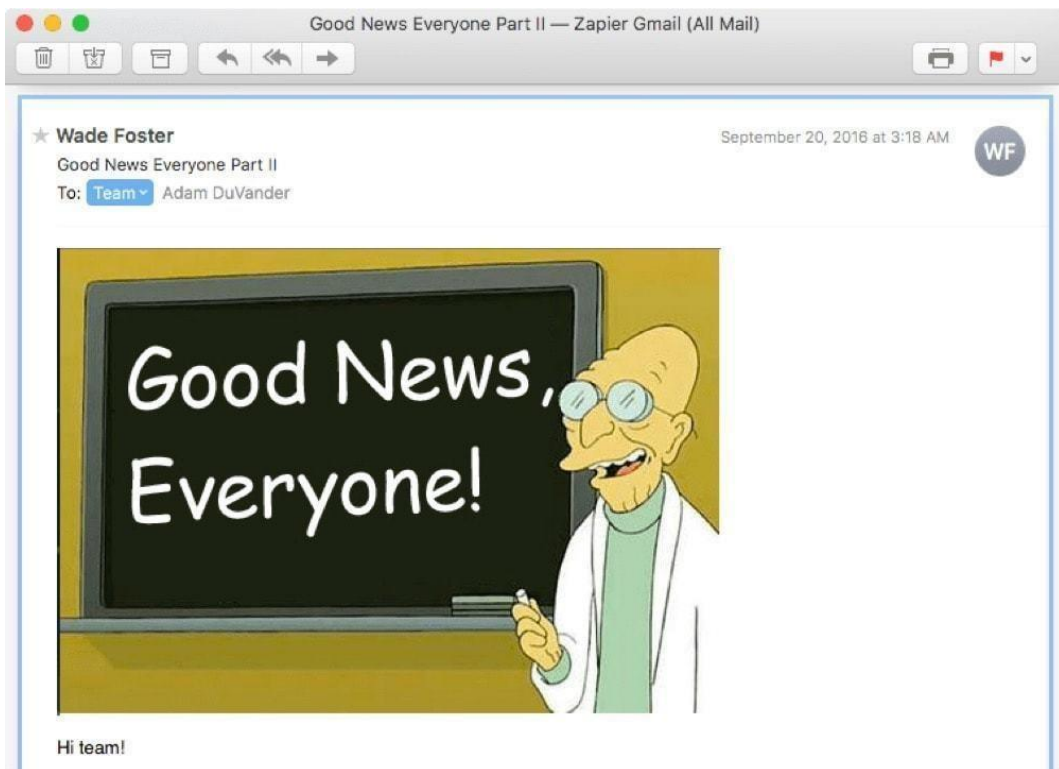 Good News Everyone Part II — Zapier Gmail (All Mail)
Wade Foster
September 20, 2016 at 3:18 AM
WF
Good News Everyone Part II
To: Team Adam DuVander
Good News,
Everyone!
Hi team!